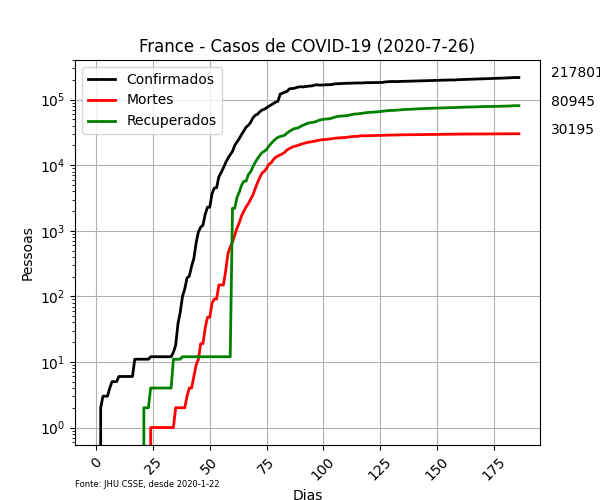 France - Casos de COVID-19 (2020-7-26)
Confirmados
Mortes
Recuperados
217801
80945
30195
10^5
10^4
10^3
10^2
10^1
10^0
Pessoas
0
25
50
75
100
125
150
175
Fonte: JHU CSSE, desde 2020-1-22
Dias